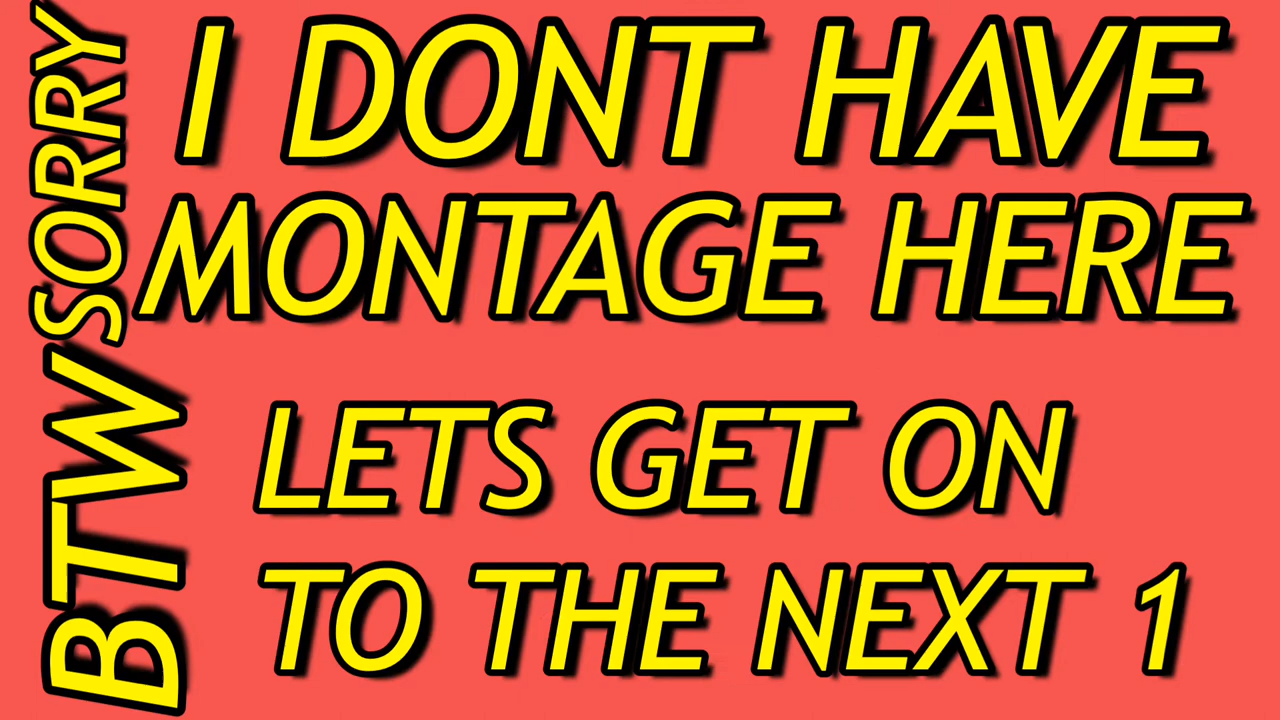 BTW SORRY
I DONT HAVE
MONTAGE HERE
LETS GET ON
TO THE NEXT 1